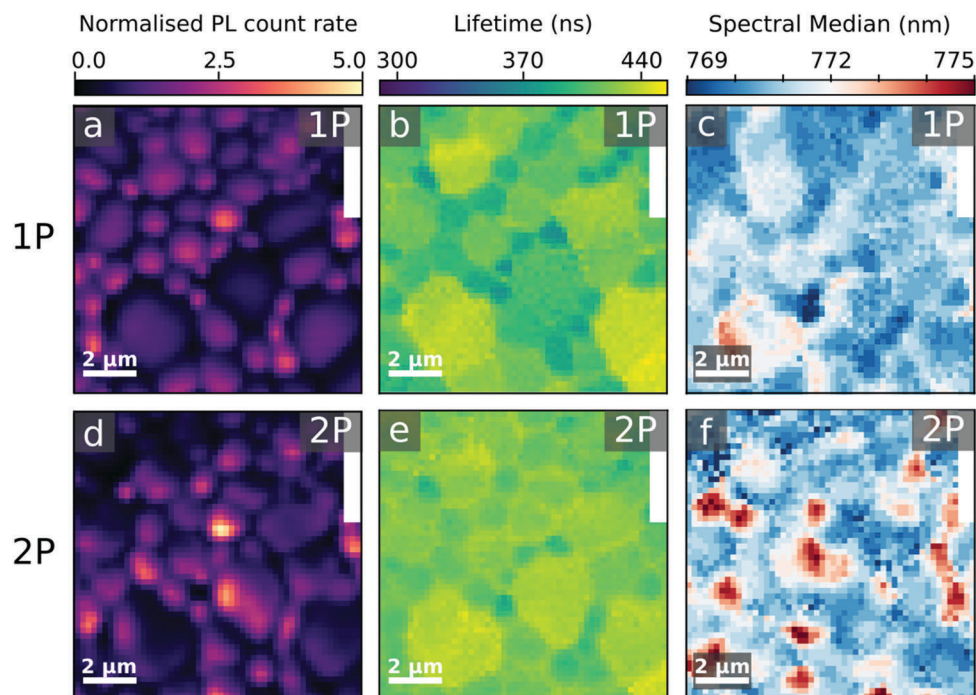 Normalised PL count rate Lifetime (ns) Spectral Median (nm)
0.0 2.5 5.0 300 370 440 769 772 775
a 1P b 1P c 1P
1P
2 μm 2 μm 2 μm
d 2P e 2P f 2P
2P
2 μm 2 μm 2 μm